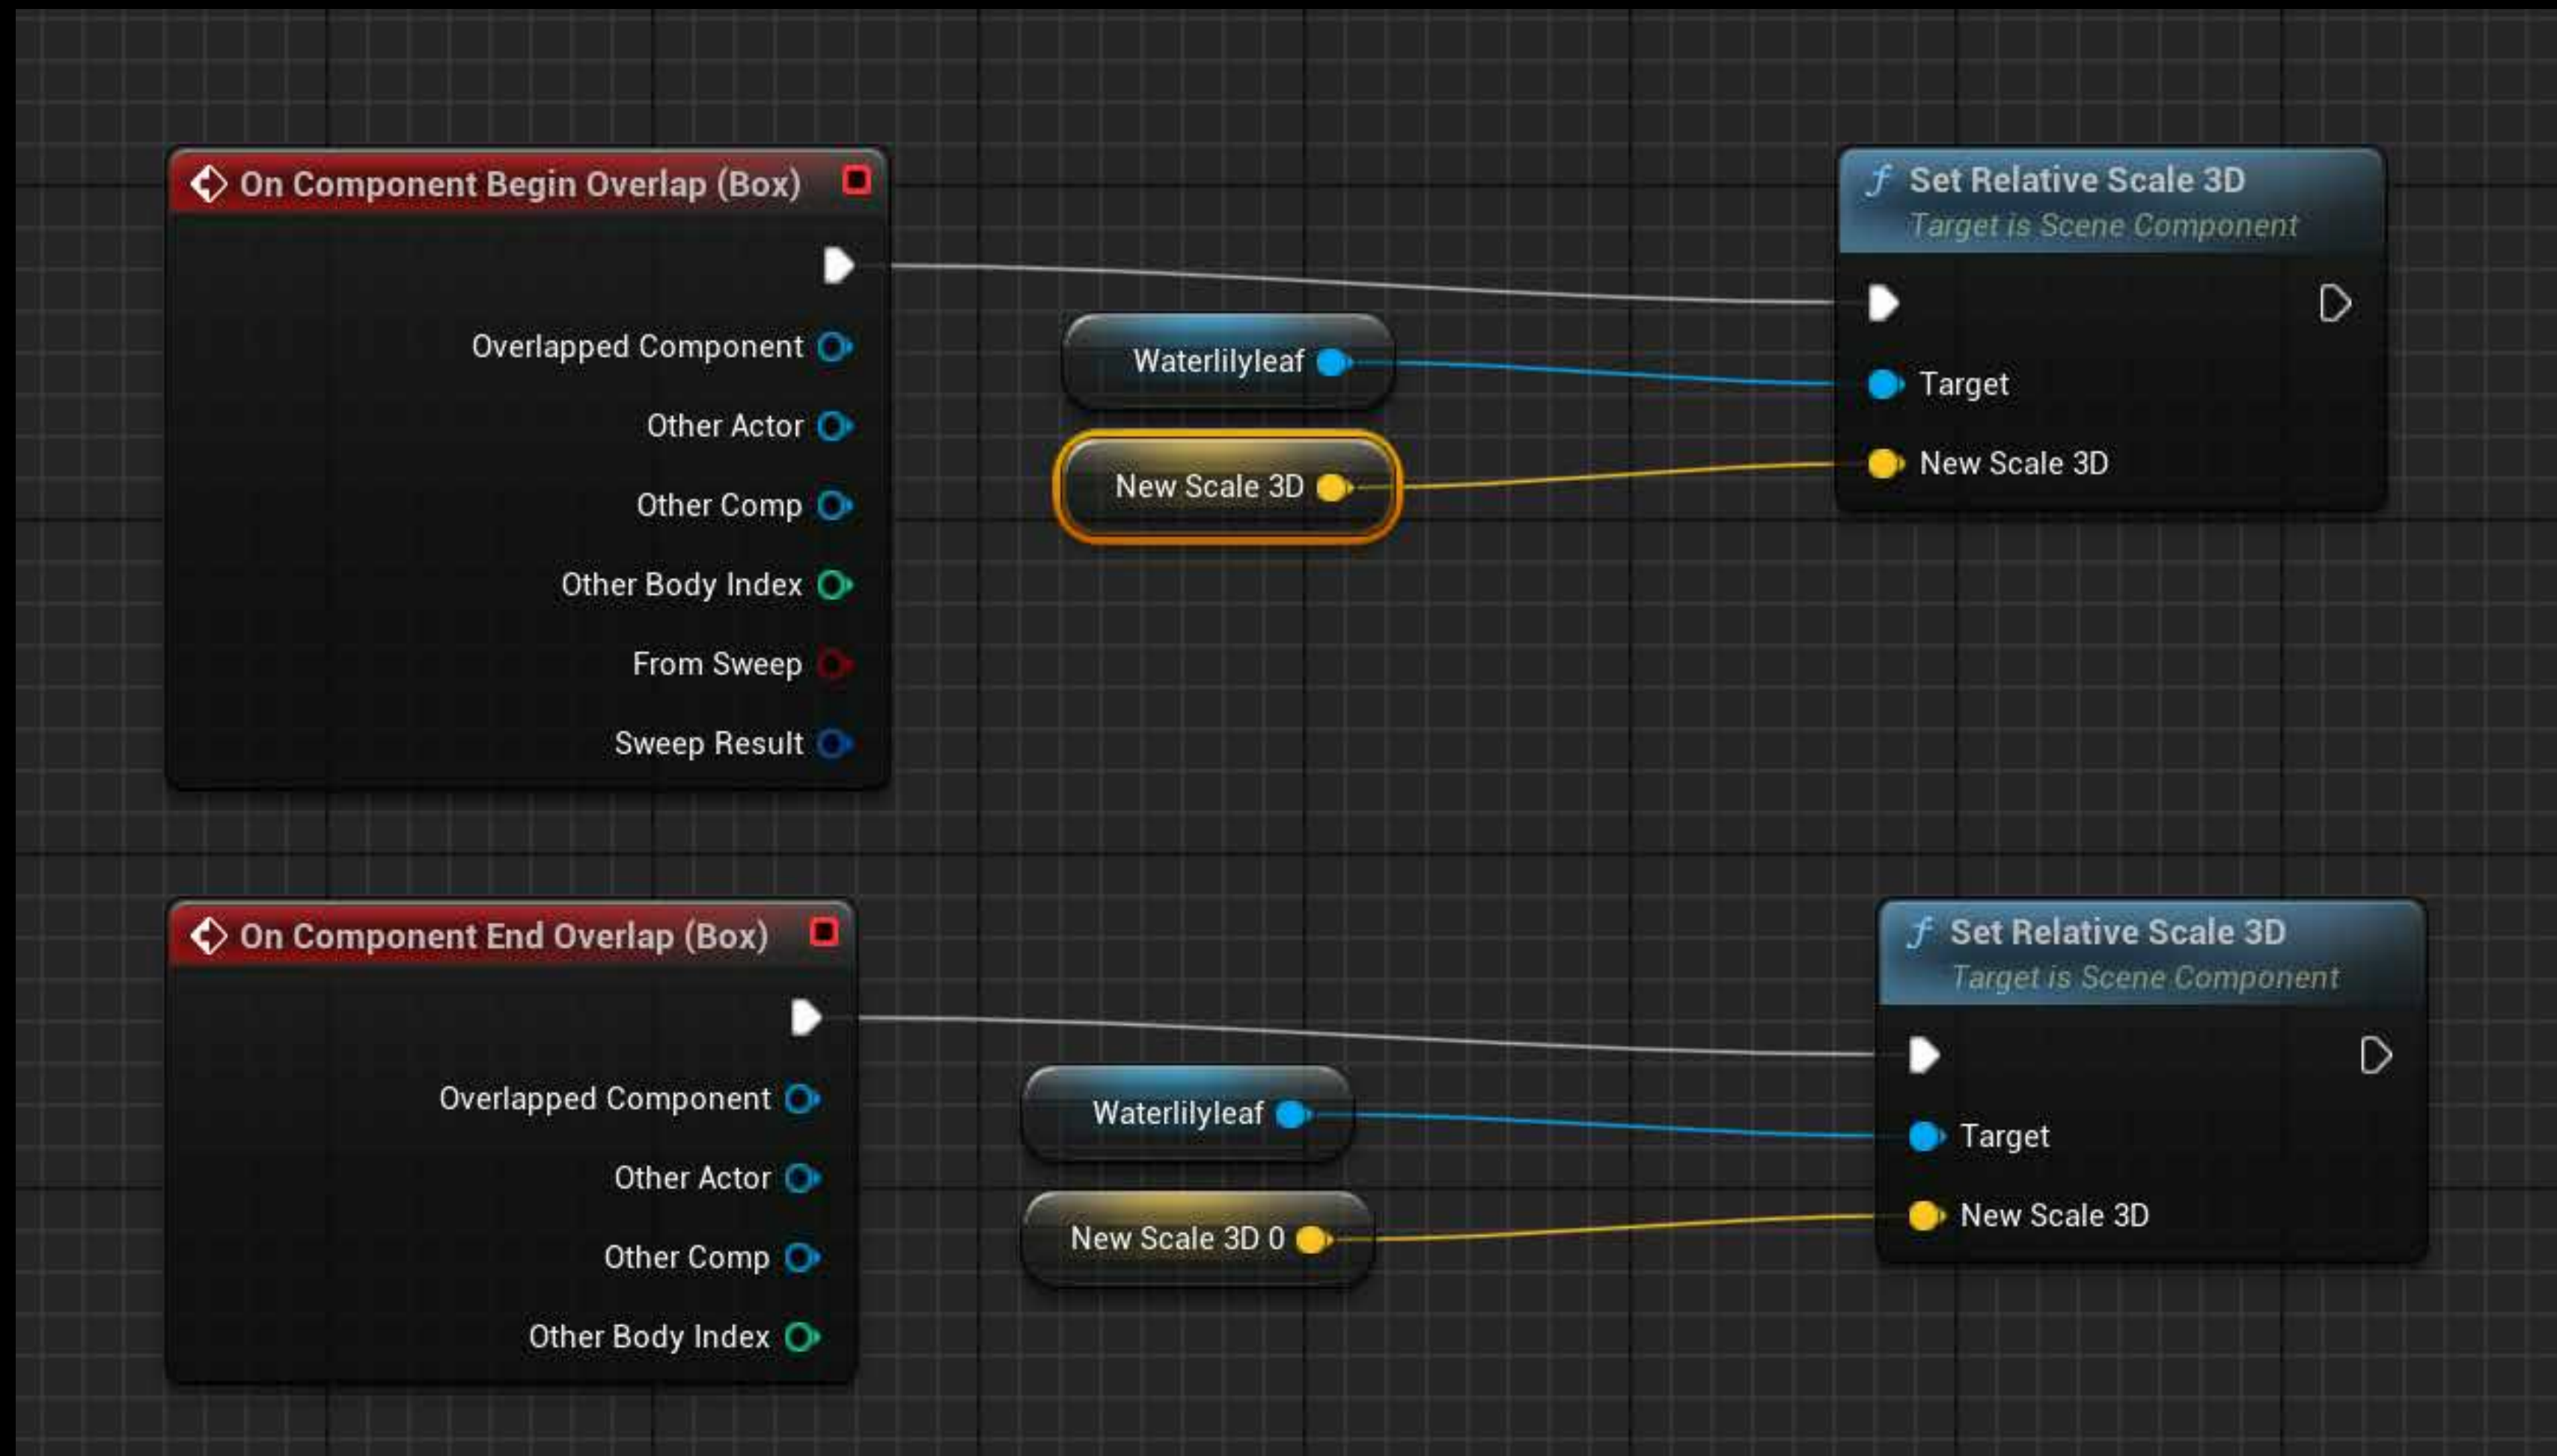 On Component Begin Overlap (Box)
Overlapped Component
Other Actor
Other Comp
Other Body Index
From Sweep
Sweep Result
Waterlilyleaf
New Scale 3D
f Set Relative Scale 3D
Target is Scene Component
Target
New Scale 3D
On Component End Overlap (Box)
Overlapped Component
Other Actor
Other Comp
Other Body Index
Waterlilyleaf
New Scale 3D 0
f Set Relative Scale 3D
Target is Scene Component
Target
New Scale 3D